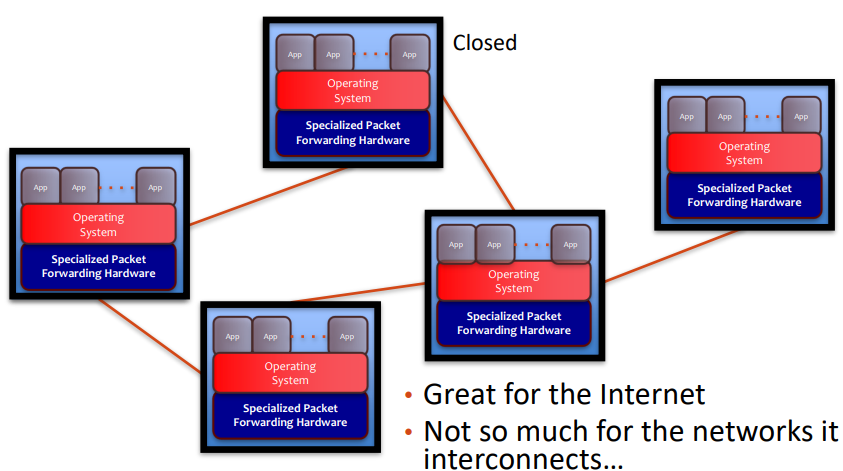 App App App
Operating
System
Specialized Packet
Forwarding Hardware
Closed
App App App
Operating
System
Specialized Packet
Forwarding Hardware
App App App
Operating
System
Specialized Packet
Forwarding Hardware
App App App
Operating
System
Specialized Packet
Forwarding Hardware
App App App
Operating
System
Specialized Packet
Forwarding Hardware
• Great for the Internet
• Not so much for the networks it
interconnects…